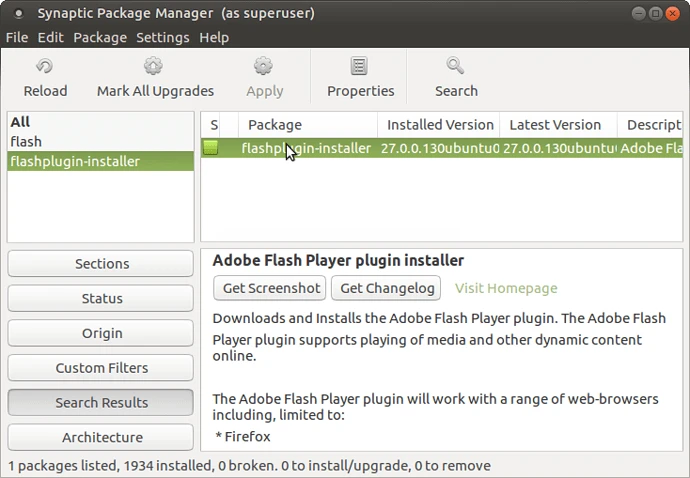 Synaptic Package Manager (as superuser)
File Edit Package Settings Help
Reload Mark All Upgrades Apply Properties Search
All
flash
flashplugin-installer
S Package Installed Version Latest Version Descript
flashplugin-installer 27.0.0.130ubuntu0 27.0.0.130ubuntu Adobe Fla
Sections
Status
Origin
Custom Filters
Search Results
Architecture
Adobe Flash Player plugin installer
Get Screenshot Get Changelog Visit Homepage
Downloads and Installs the Adobe Flash Player plugin. The Adobe Flash
Player plugin supports playing of media and other dynamic content
online.
The Adobe Flash Player plugin will work with a range of web-browsers
including, limited to:
* Firefox
1 packages listed, 1934 installed, 0 broken. 0 to install/upgrade, 0 to remove